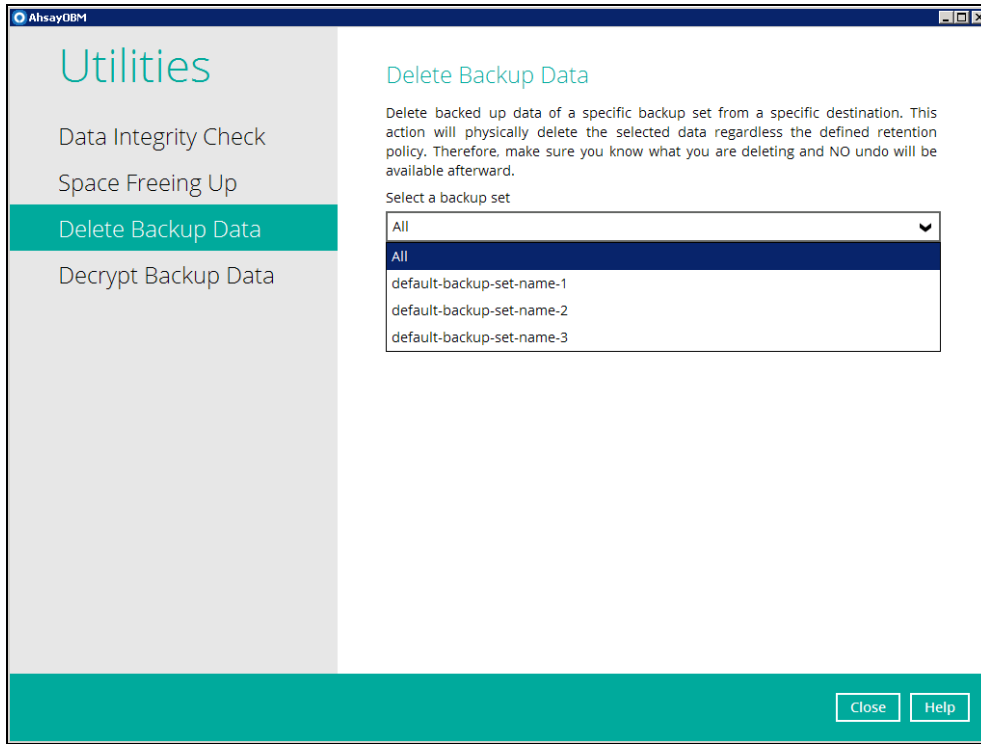 AhsayOBM
Utilities
Data Integrity Check
Space Freeing Up
Delete Backup Data
Decrypt Backup Data
Delete Backup Data
Delete backed up data of a specific backup set from a specific destination. This
action will physically delete the selected data regardless the defined retention
policy. Therefore, make sure you know what you are deleting and NO undo will be
available afterward.
Select a backup set
All
All
default-backup-set-name-1
default-backup-set-name-2
default-backup-set-name-3
Close
Help